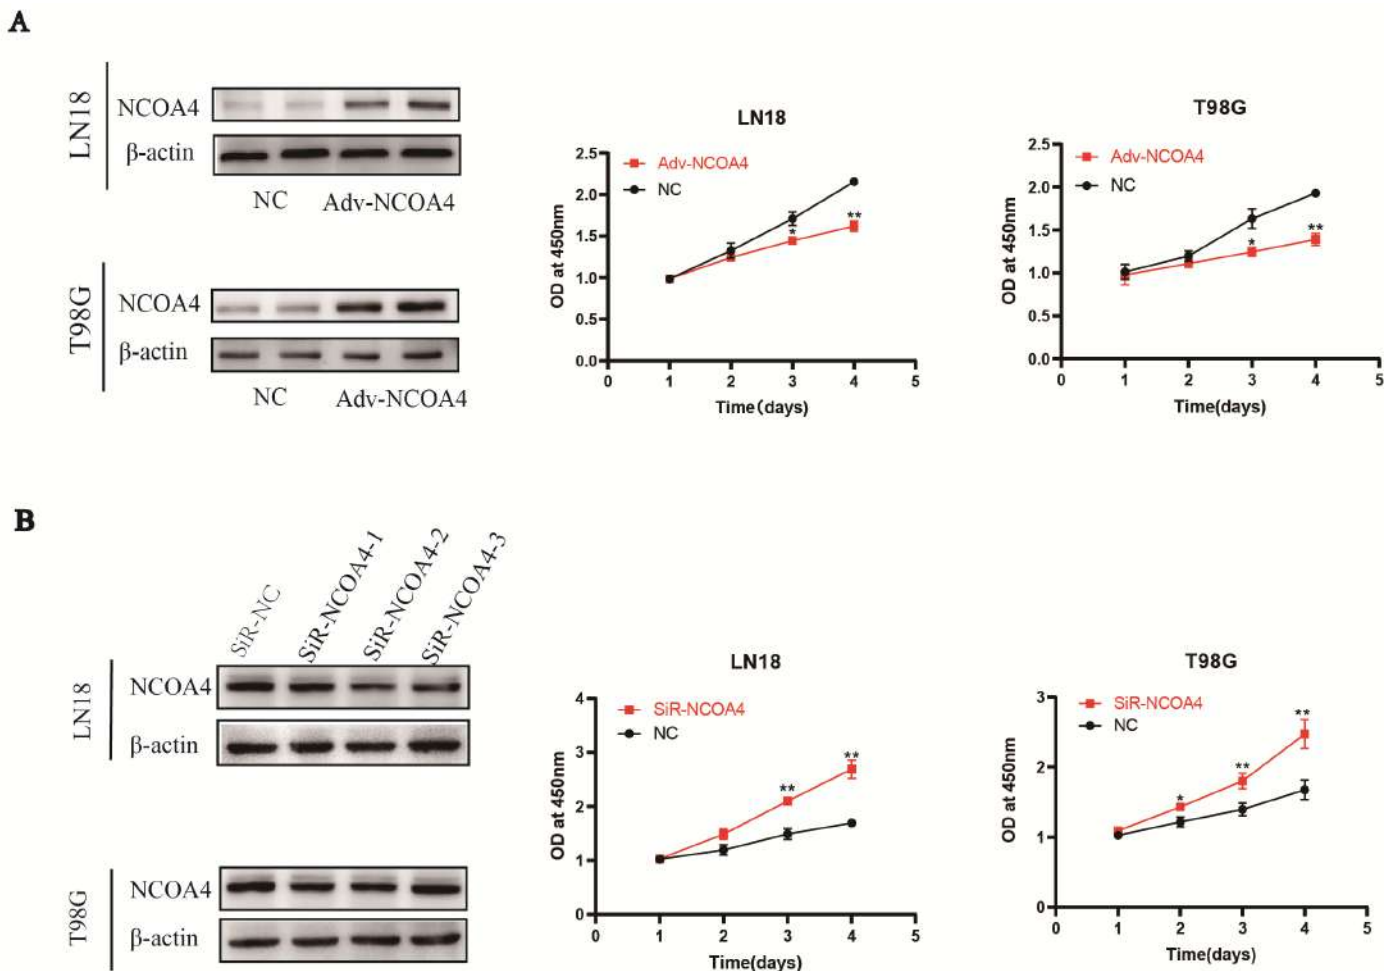 A
LN18
NCOA4
β-actin
NC Adv-NCOA4
T98G
NCOA4
β-actin
NC Adv-NCOA4
LN18
Adv-NCOA4
NC
OD at 450nm
2.5
2.0
1.5
1.0
0.5
0.0
*
**
0 1 2 3 4 5
Time(days)
T98G
Adv-NCOA4
NC
OD at 450nm
2.5
2.0
1.5
1.0
0.5
0.0
*
**
0 1 2 3 4 5
Time(days)
B
SiR-NC
SiR-NCOA4-1
SiR-NCOA4-2
SiR-NCOA4-3
LN18
NCOA4
β-actin
T98G
NCOA4
β-actin
LN18
SiR-NCOA4
NC
OD at 450nm
4
3
2
1
0
**
**
0 1 2 3 4 5
Time(days)
T98G
SiR-NCOA4
NC
OD at 450nm
3
2
1
0
*
**
**
0 1 2 3 4 5
Time(days)